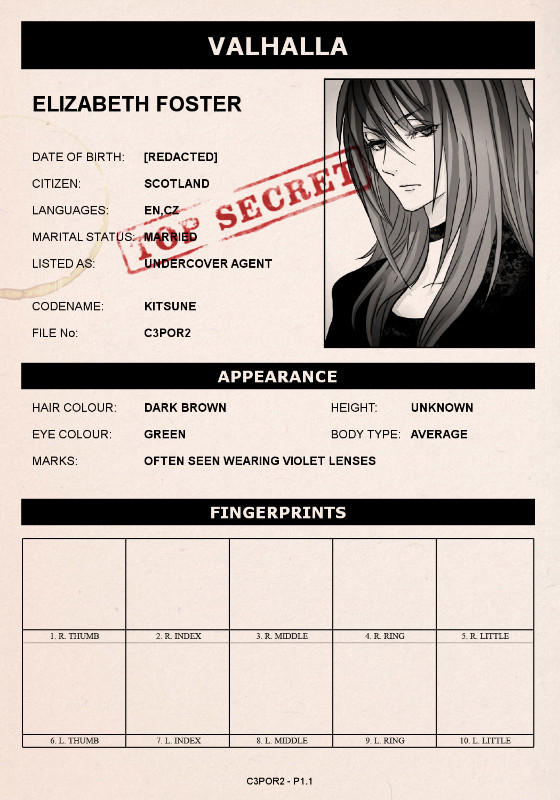 VALHALLA
ELIZABETH FOSTER
DATE OF BIRTH: [REDACTED]
CITIZEN: SCOTLAND
LANGUAGES: EN,CZ
MARITAL STATUS: MARRIED
LISTED AS: UNDERCOVER AGENT
TOP SECRET
CODENAME: KITSUNE
FILE No: C3POR2
APPEARANCE
HAIR COLOUR: DARK BROWN HEIGHT: UNKNOWN
EYE COLOUR: GREEN BODY TYPE: AVERAGE
MARKS: OFTEN SEEN WEARING VIOLET LENSES
FINGERPRINTS
1. R. THUMB 2. R. INDEX 3. R. MIDDLE 4. R. RING 5. R. LITTLE
6. L. THUMB 7. L. INDEX 8. L. MIDDLE 9. L. RING 10. L. LITTLE
C3POR2 - P1.1